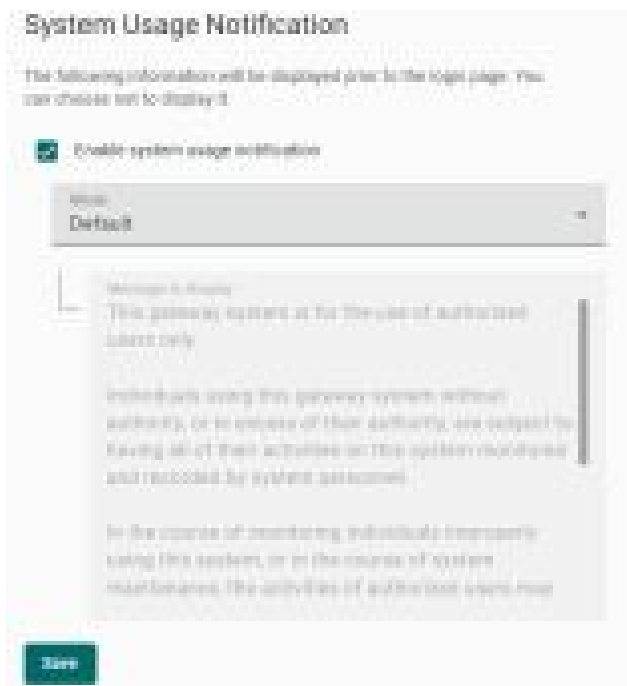 System Usage Notification
The following information will be displayed prior to the login page. You
can choose not to display it.
Enable system usage notification
Mode
Default
Message to display
This gateway system is for the use of authorized
users only.
Individuals using this gateway system without
authority, or in excess of their authority, are subject to
having all of their activities on this system monitored
and recorded by system personnel.
In the course of monitoring individuals improperly
using this system, or in the course of system
maintenance, the activities of authorized users may
Save